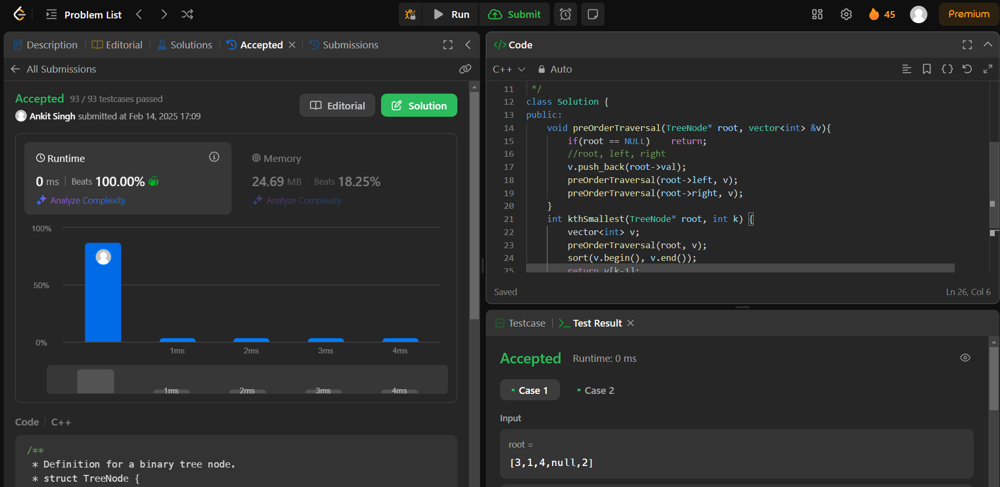 Problem List
Run
Submit
45
Premium
Description
Editorial
Solutions
Accepted
Submissions
All Submissions
Accepted 93 / 93 testcases passed
Ankit Singh submitted at Feb 14, 2025 17:09
Editorial
Solution
Runtime
0 ms | Beats 100.00%
Analyze Complexity
Memory
24.69 MB | Beats 18.25%
Analyze Complexity
100%
50%
0%
1ms 2ms 3ms 4ms
1ms 2ms 3ms 4ms
Code | C++
/**
* Definition for a binary tree node.
* struct TreeNode {
</> Code
C++ Auto
11 */
12 class Solution {
13 public:
14 void preOrderTraversal(TreeNode* root, vector<int> &v){
15 if(root == NULL) return;
16 //root, left, right
17 v.push_back(root->val);
18 preOrderTraversal(root->left, v);
19 preOrderTraversal(root->right, v);
20 }
21 int kthSmallest(TreeNode* root, int k) {
22 vector<int> v;
23 preOrderTraversal(root, v);
24 sort(v.begin(), v.end());
25 return v[k-1];
Saved
Ln 26, Col 6
Testcase
Test Result
Accepted Runtime: 0 ms
Case 1
Case 2
Input
root =
[3,1,4,null,2]